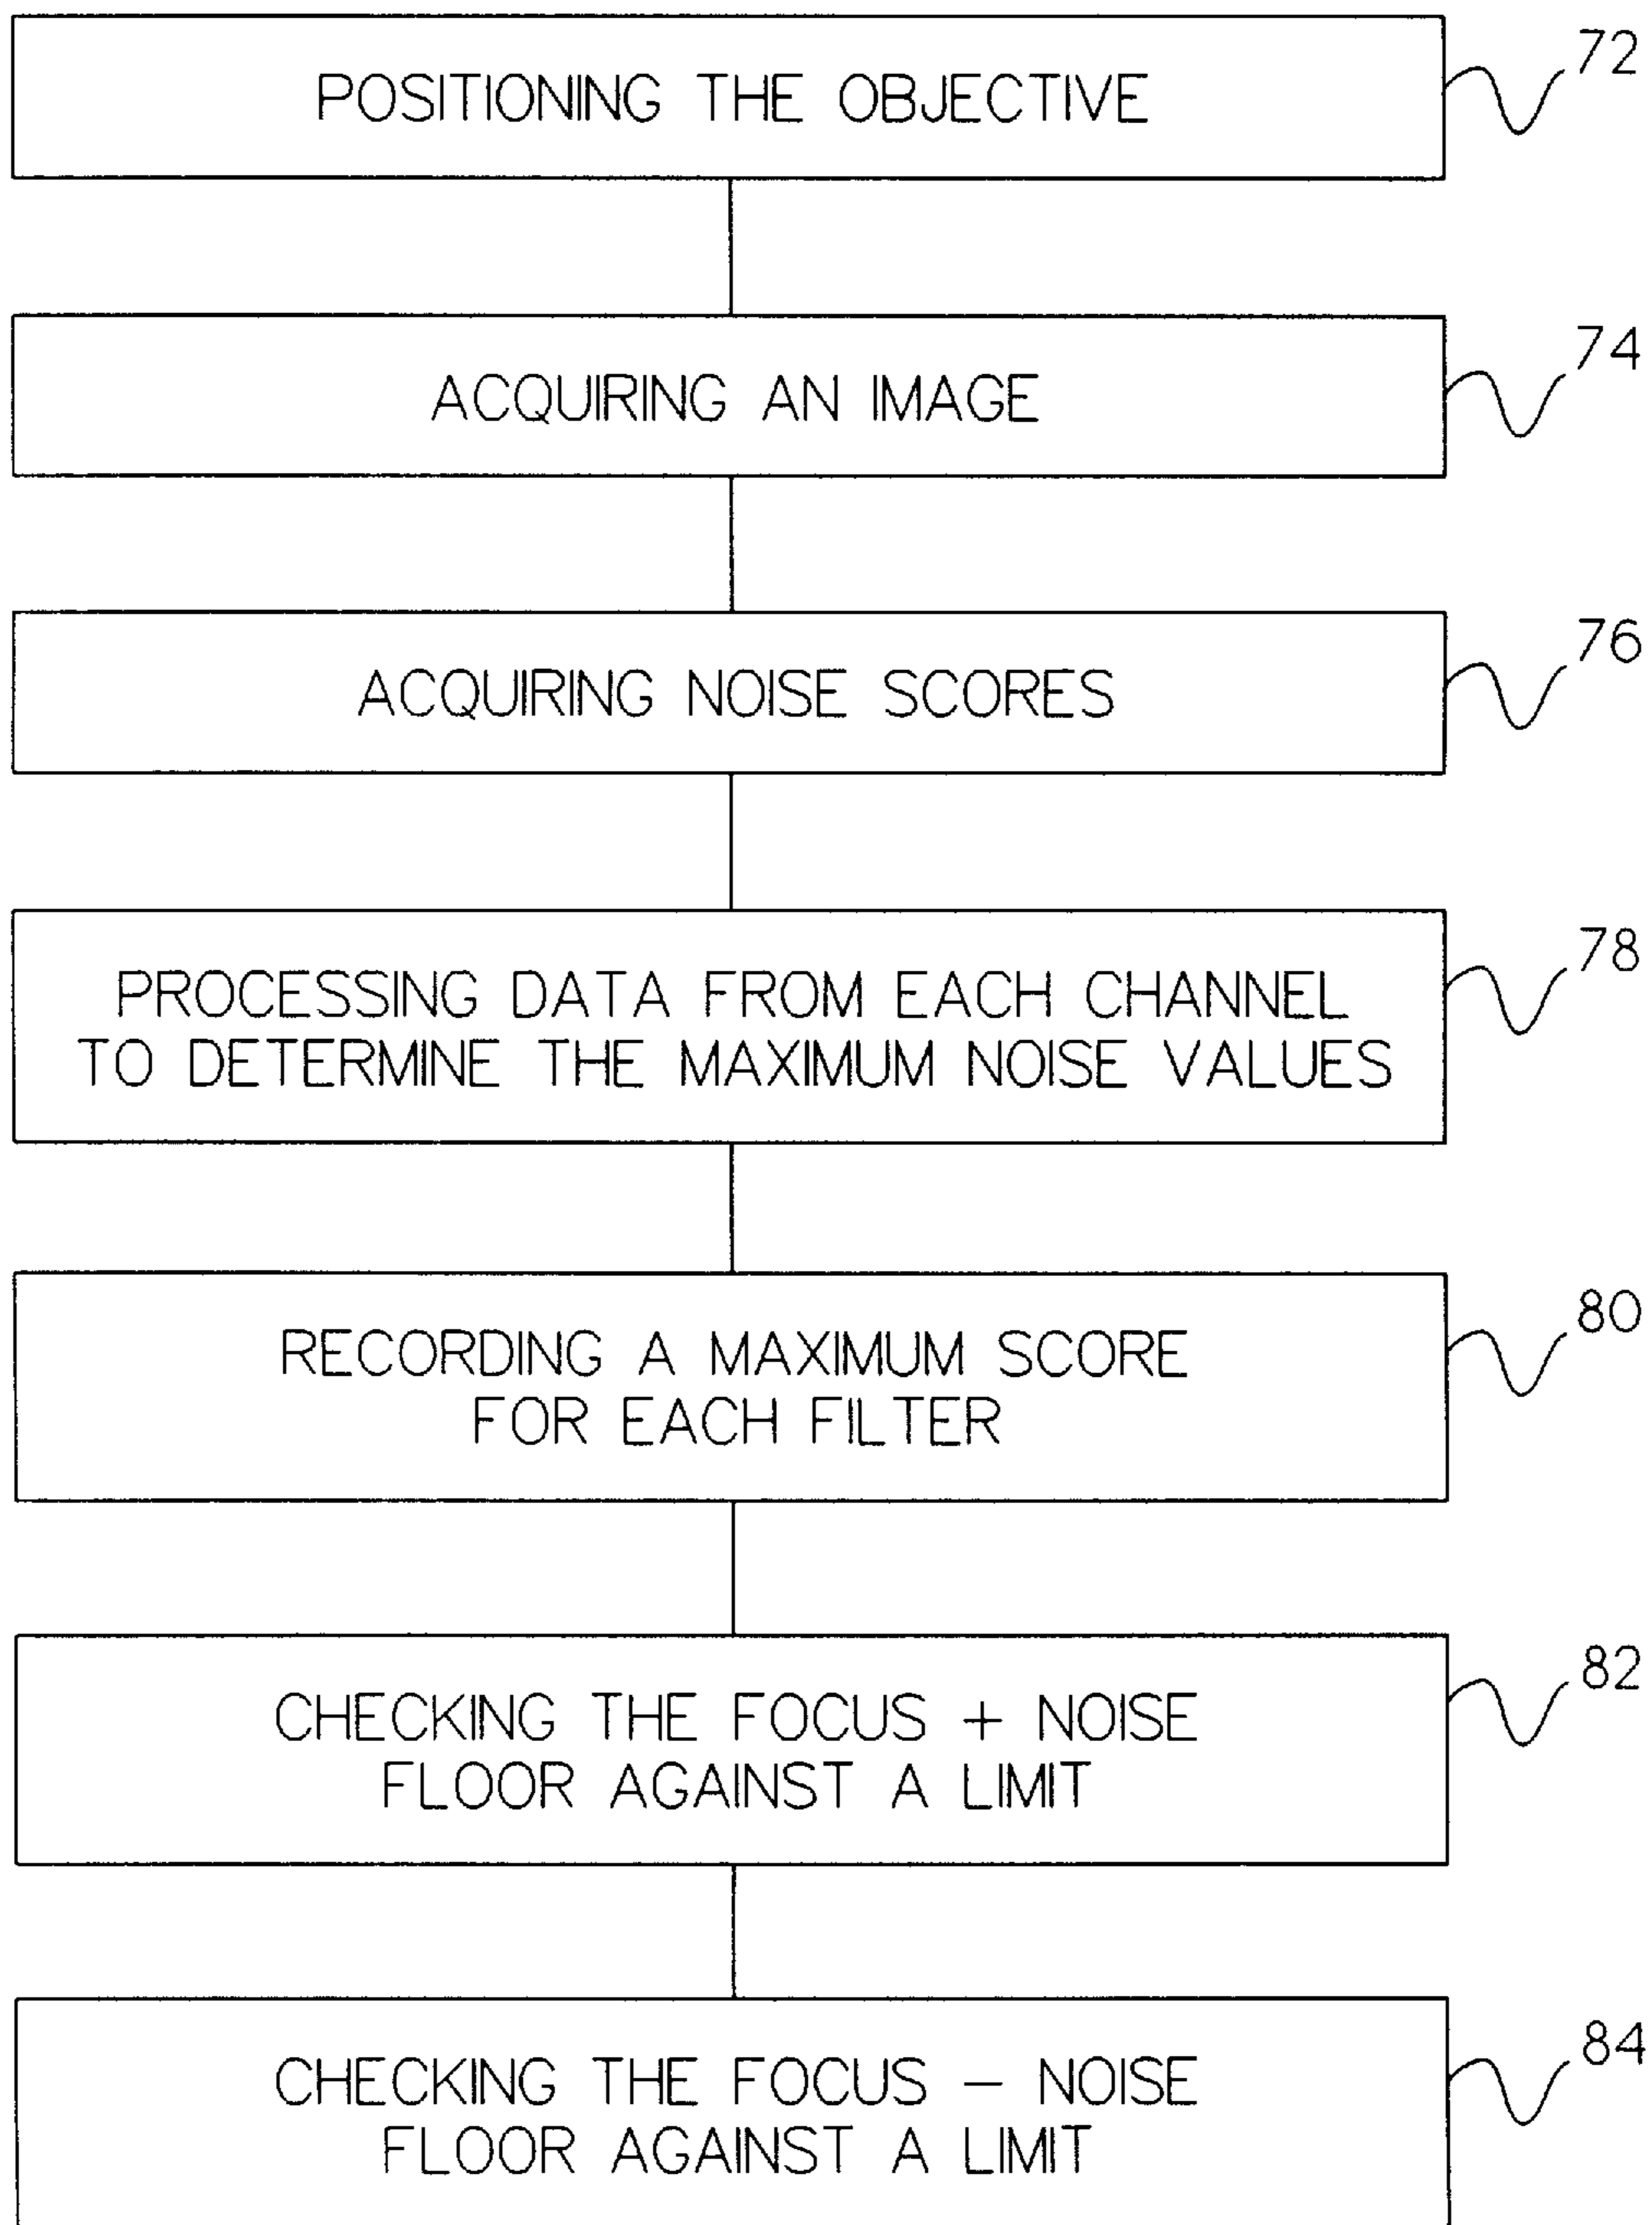 POSITIONING THE OBJECTIVE
72
ACQUIRING AN IMAGE
74
ACQUIRING NOISE SCORES
76
PROCESSING DATA FROM EACH CHANNEL
TO DETERMINE THE MAXIMUM NOISE VALUES
78
RECORDING A MAXIMUM SCORE
FOR EACH FILTER
80
CHECKING THE FOCUS + NOISE
FLOOR AGAINST A LIMIT
82
CHECKING THE FOCUS – NOISE
FLOOR AGAINST A LIMIT
84